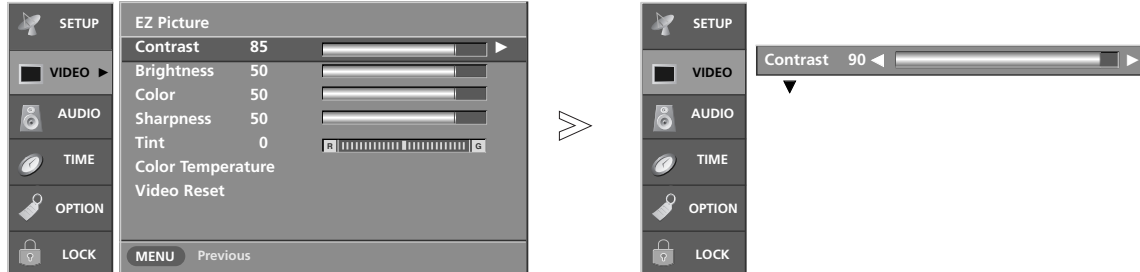 SETUP
VIDEO ▶
AUDIO
TIME
OPTION
LOCK
EZ Picture
Contrast 85 ▶
Brightness 50
Color 50
Sharpness 50
Tint 0 R G
Color Temperature
Video Reset
MENU Previous
SETUP
VIDEO
AUDIO
TIME
OPTION
LOCK
Contrast 90 ◀ ▶
▼